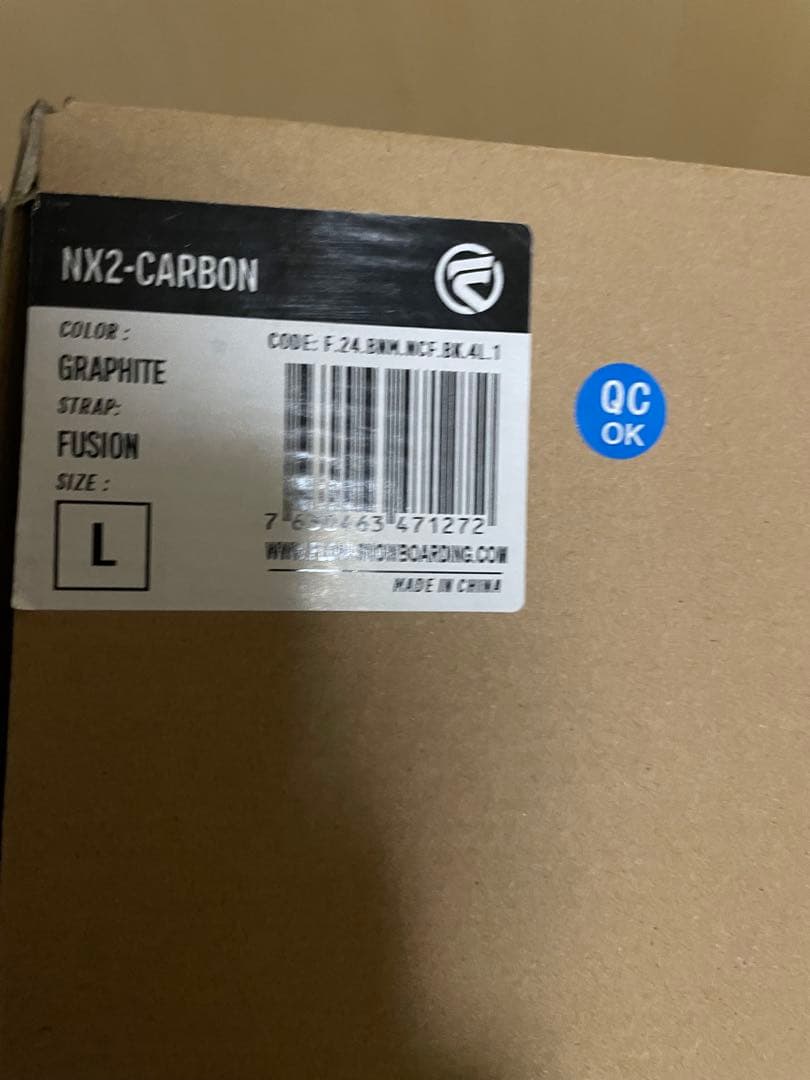 NX2-CARBON
COLOR:
GRAPHITE
STRAP:
FUSION
SIZE:
L
CODE: F.24.BNM.NCF.BK.4L.1
471272
MADE IN CHINA
QC
OK